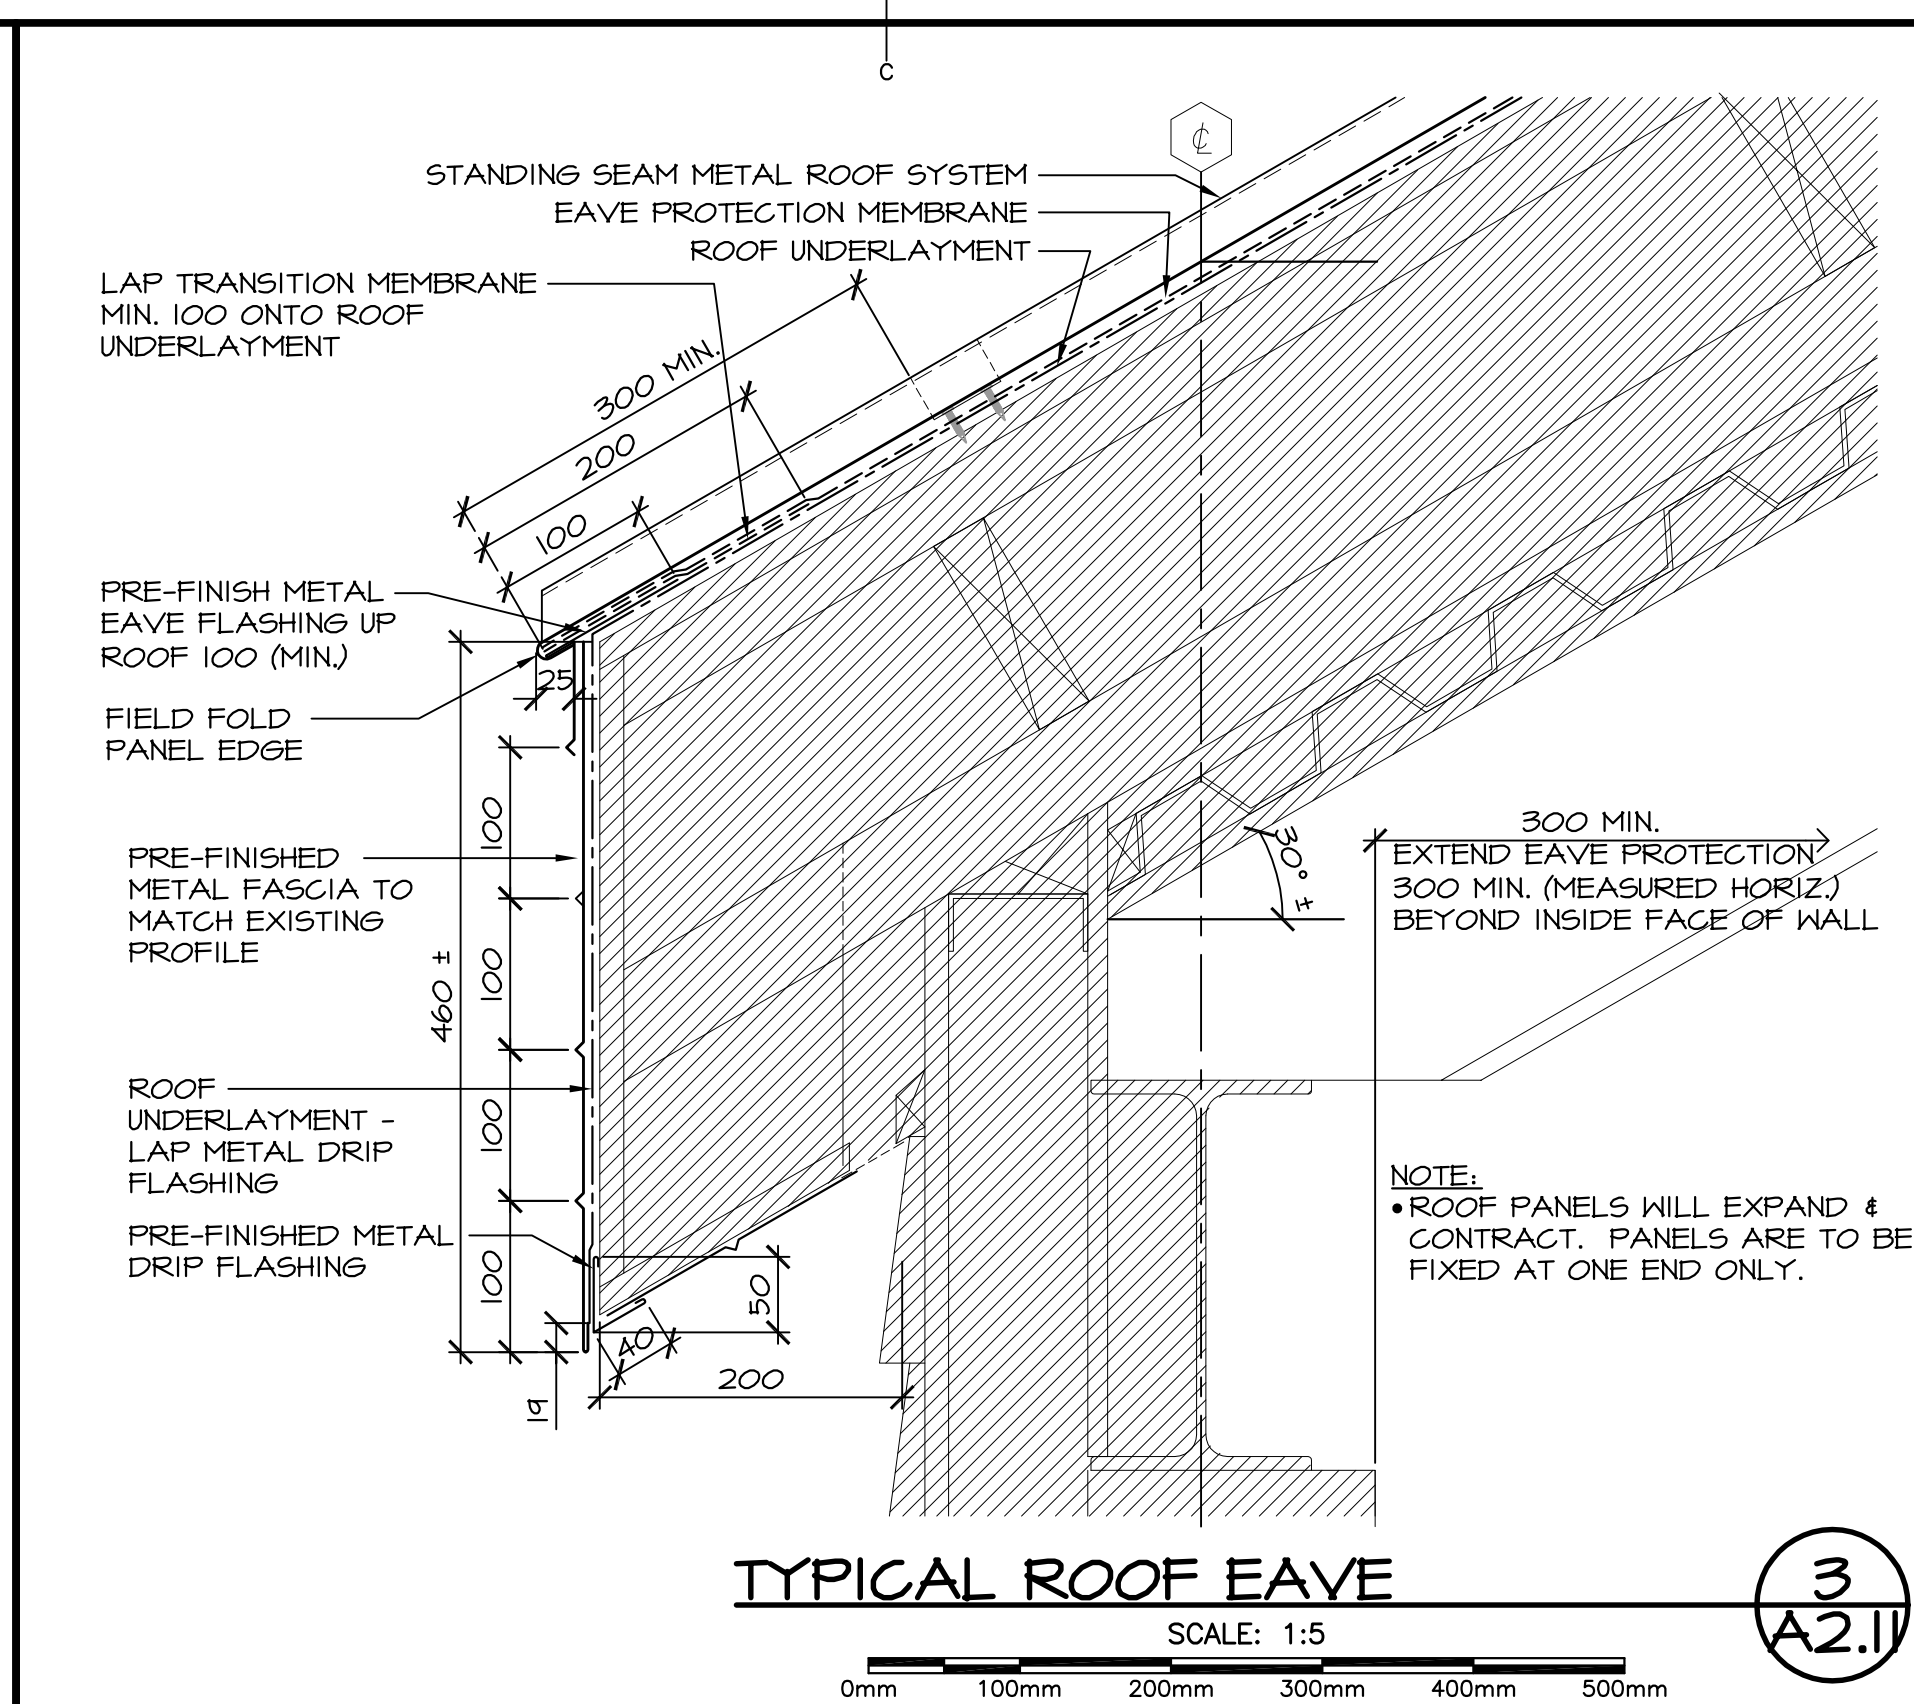 C
℄
STANDING SEAM METAL ROOF SYSTEM
EAVE PROTECTION MEMBRANE
ROOF UNDERLAYMENT
LAP TRANSITION MEMBRANE
MIN. 100 ONTO ROOF
UNDERLAYMENT
300 MIN.
200
100
PRE-FINISH METAL
EAVE FLASHING UP
ROOF 100 (MIN.)
25
FIELD FOLD
PANEL EDGE
100
PRE-FINISHED
METAL FASCIA TO
MATCH EXISTING
PROFILE
460 ±
100
30° ±
300 MIN.
EXTEND EAVE PROTECTION
300 MIN. (MEASURED HORIZ.)
BEYOND INSIDE FACE OF WALL
ROOF
UNDERLAYMENT -
LAP METAL DRIP
FLASHING
100
PRE-FINISHED METAL
DRIP FLASHING
100
50
40
200
19
NOTE:
• ROOF PANELS WILL EXPAND &
CONTRACT. PANELS ARE TO BE
FIXED AT ONE END ONLY.
TYPICAL ROOF EAVE
3
A2.11
SCALE: 1:5
0mm 100mm 200mm 300mm 400mm 500mm